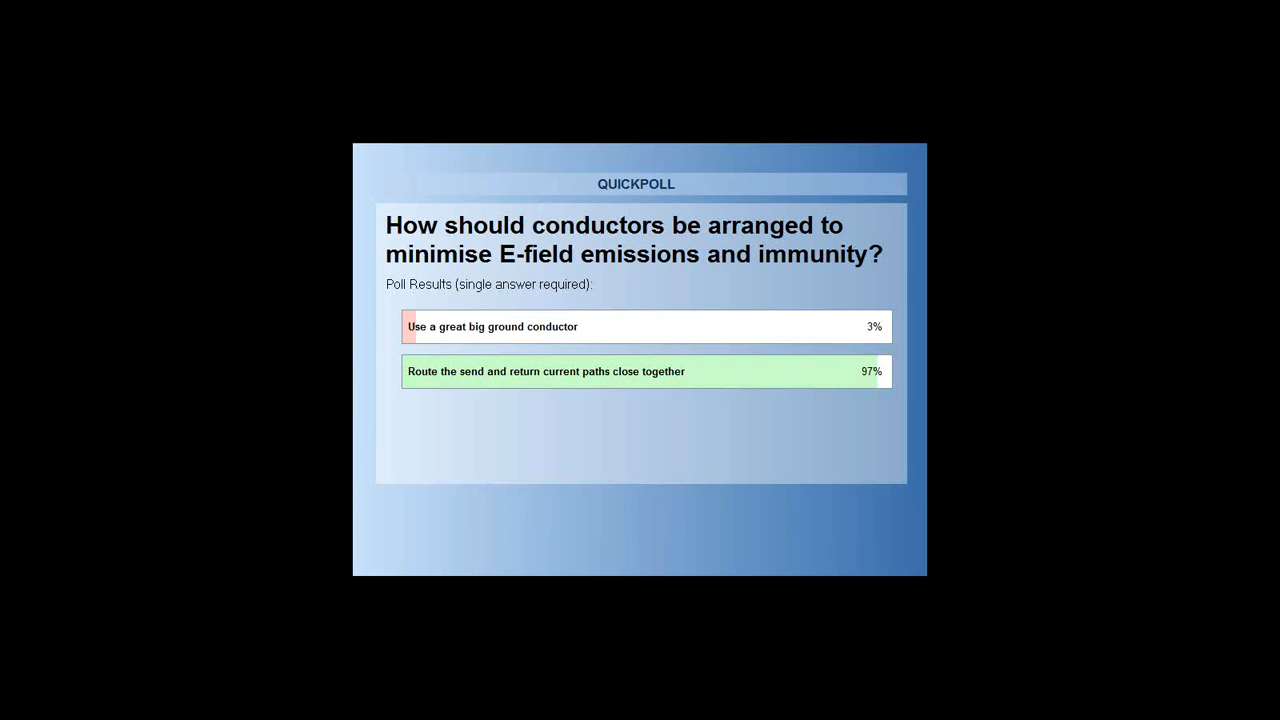 QUICKPOLL
How should conductors be arranged to
minimise E-field emissions and immunity?
Poll Results (single answer required):
Use a great big ground conductor 3%
Route the send and return current paths close together 97%